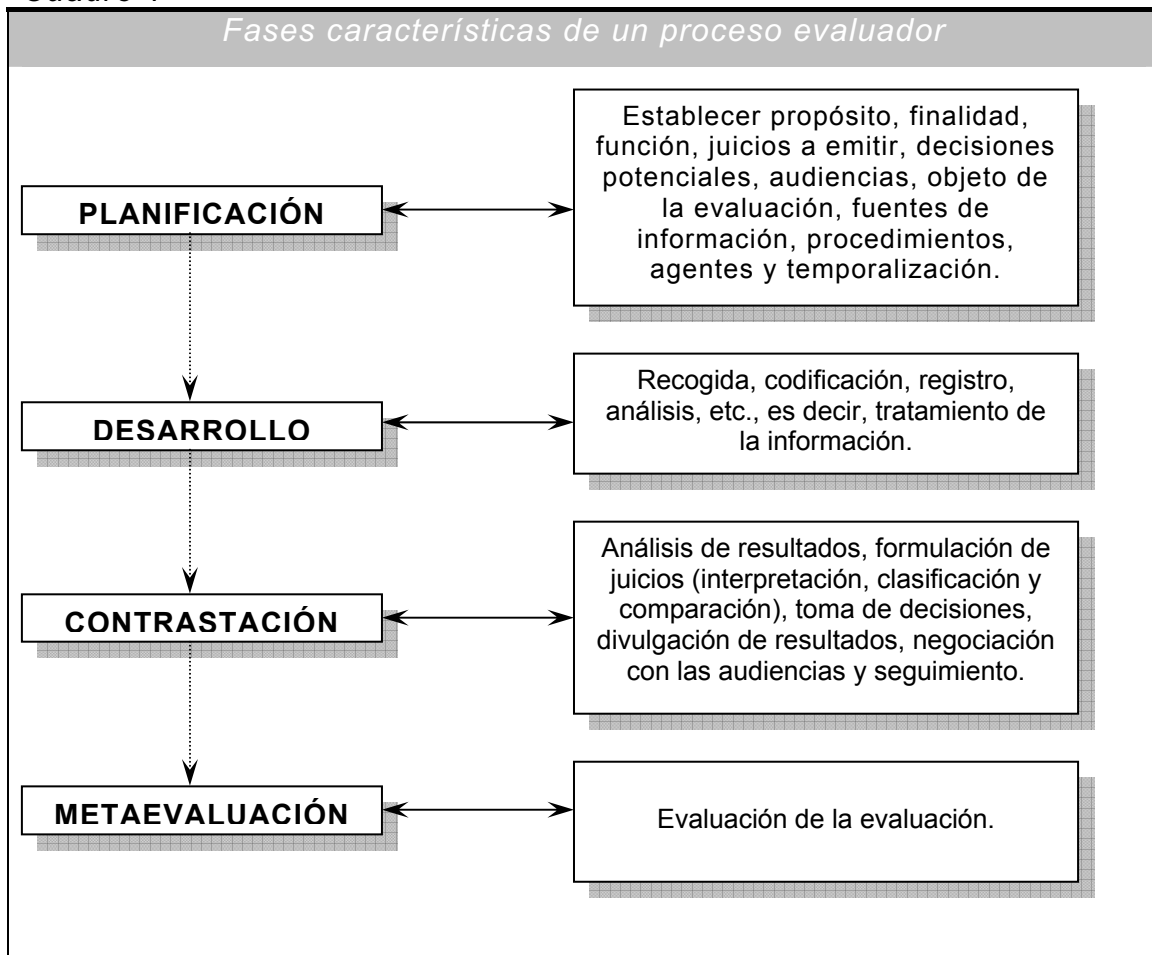 Fases características de un proceso evaluador
PLANIFICACIÓN
Establecer propósito, finalidad,
función, juicios a emitir, decisiones
potenciales, audiencias, objeto de
la evaluación, fuentes de
información, procedimientos,
agentes y temporalización.
DESARROLLO
Recogida, codificación, registro,
análisis, etc., es decir, tratamiento de
la información.
CONTRASTACIÓN
Análisis de resultados, formulación de
juicios (interpretación, clasificación y
comparación), toma de decisiones,
divulgación de resultados, negociación
con las audiencias y seguimiento.
METAEVALUACIÓN
Evaluación de la evaluación.